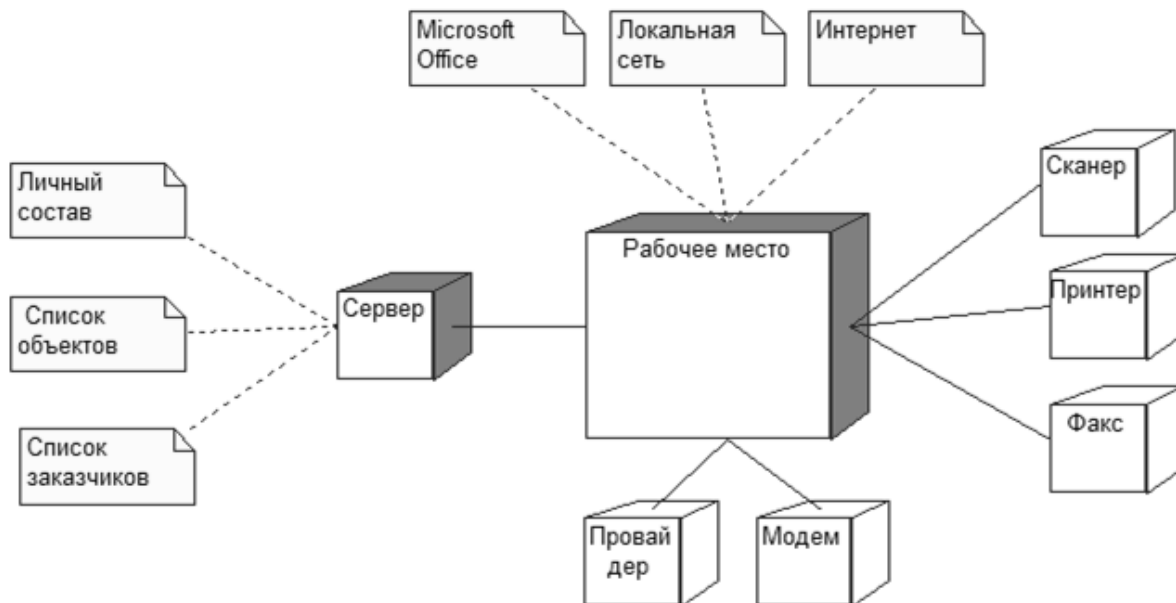 Microsoft
Office
Локальная
сеть
Интернет
Сканер
Личный
состав
Рабочее место
Принтер
Сервер
Список
объектов
Факс
Список
заказчиков
Провай
дер
Модем